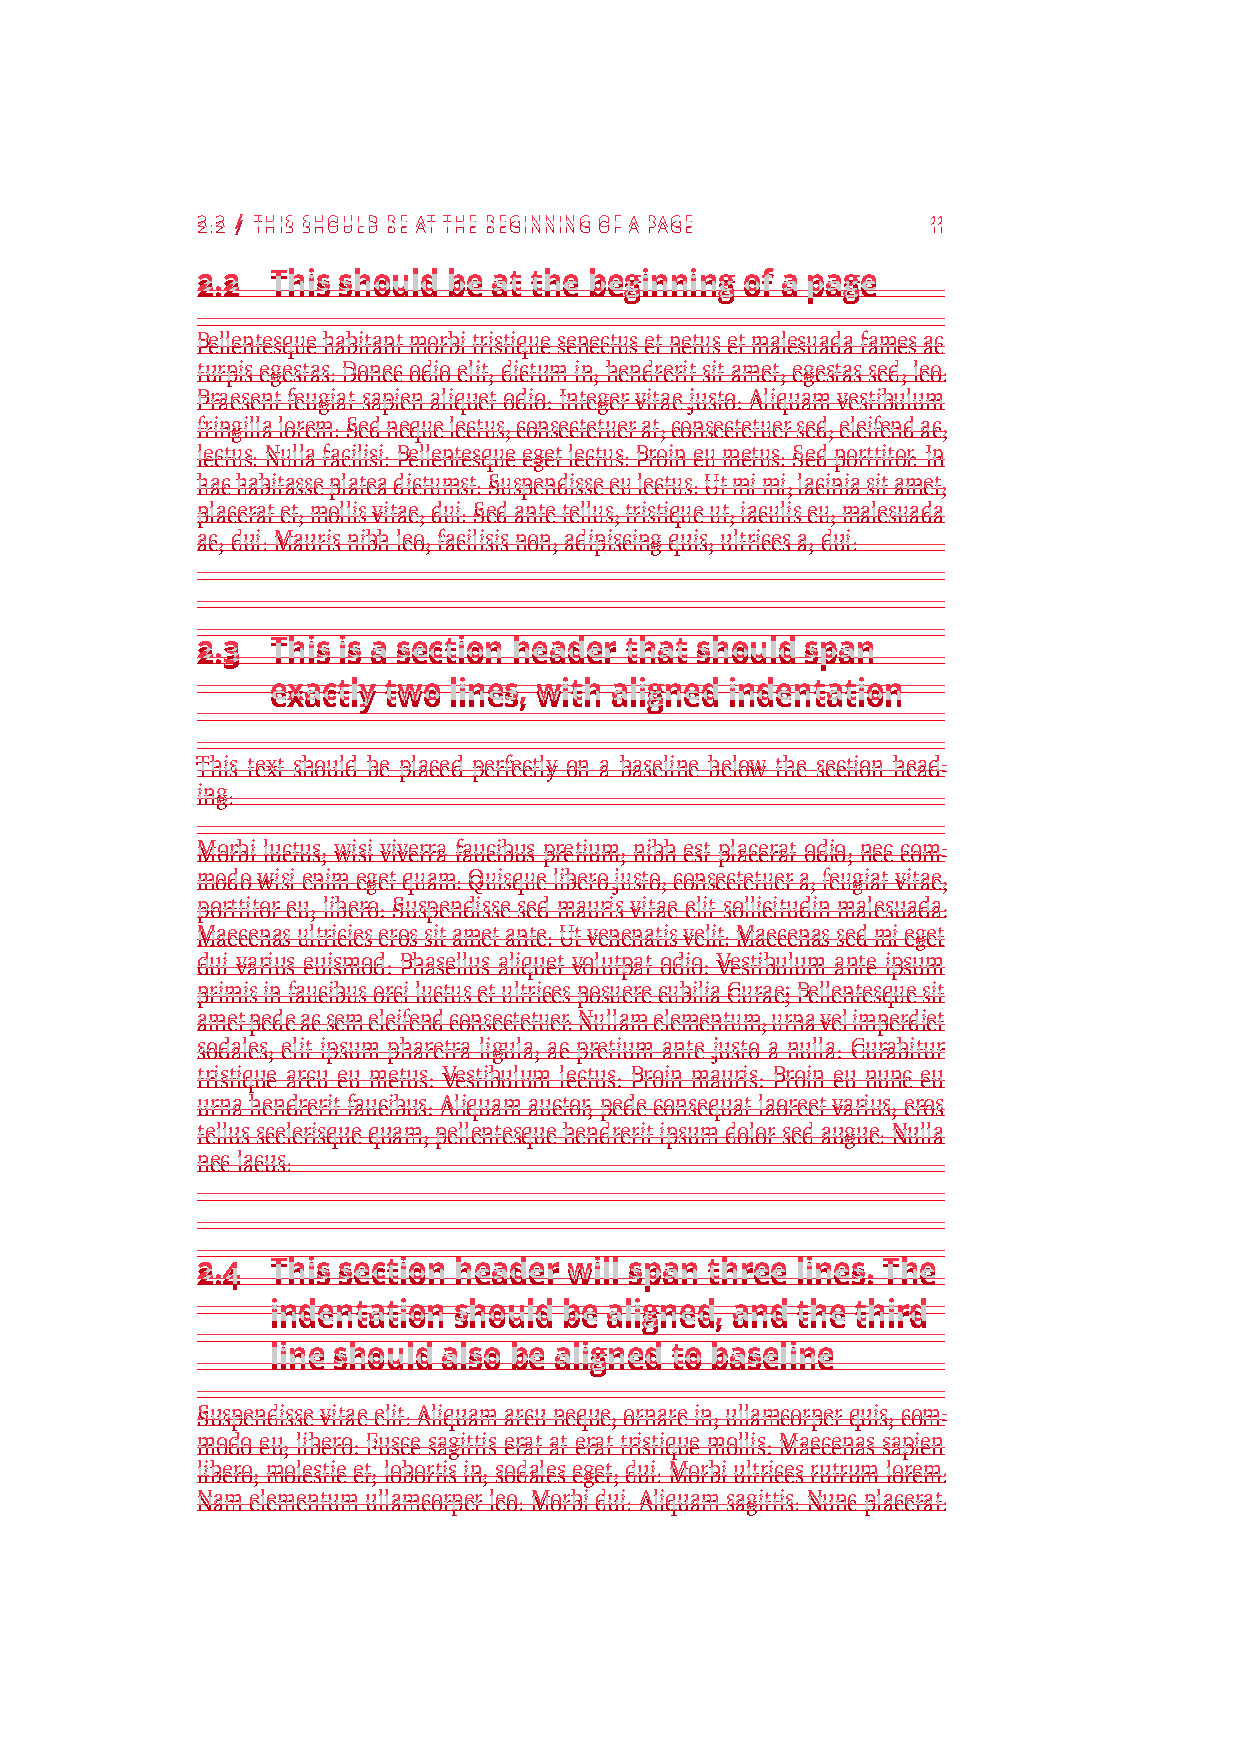 2.2 // THIS SHOULD BE AT THE BEGINNING OF A PAGE 11
2.2 This should be at the beginning of a page
Pellentesque habitant morbi tristique senectus et netus et malesuada fames ac
turpis egestas. Donec odio elit, dictum in, hendrerit sit amet, egestas sed, leo.
Praesent feugiat sapien aliquet odio. Integer vitae justo. Aliquam vestibulum
fringilla lorem. Sed neque lectus, consectetuer at, consectetuer sed, eleifend ac,
lectus. Nulla facilisi. Pellentesque eget lectus. Proin eu metus. Sed porttitor. In
hac habitasse platea dictumst. Suspendisse eu lectus. Ut mi mi, lacinia sit amet,
placerat et, mollis vitae, dui. Sed ante tellus, tristique ut, iaculis eu, malesuada
ac, dui. Mauris nibh leo, facilisis non, adipiscing quis, ultrices a, dui.
2.3 This is a section header that should span
exactly two lines, with aligned indentation
This text should be placed perfectly on a baseline below the section head-
ing.
Morbi luctus, wisi viverra faucibus pretium, nibh est placerat odio, nec com-
modo wisi enim eget quam. Quisque libero justo, consectetuer a, feugiat vitae,
porttitor eu, libero. Suspendisse sed mauris vitae elit sollicitudin malesuada.
Maecenas ultricies eros sit amet ante. Ut venenatis velit. Maecenas sed mi eget
dui varius euismod. Phasellus aliquet volutpat odio. Vestibulum ante ipsum
primis in faucibus orci luctus et ultrices posuere cubilia Curae; Pellentesque sit
amet pede ac sem eleifend consectetuer. Nullam elementum, urna vel imperdiet
sodales, elit ipsum pharetra ligula, ac pretium ante justo a nulla. Curabitur
tristique arcu eu metus. Vestibulum lectus. Proin mauris. Proin eu nunc eu
urna hendrerit faucibus. Aliquam auctor, pede consequat laoreet varius, eros
tellus scelerisque quam, pellentesque hendrerit ipsum dolor sed augue. Nulla
nec lacus.
2.4 This section header will span three lines. The
indentation should be aligned, and the third
line should also be aligned to baseline
Suspendisse vitae elit. Aliquam arcu neque, ornare in, ullamcorper quis, com-
modo eu, libero. Fusce sagittis erat at erat tristique mollis. Maecenas sapien
libero, molestie et, lobortis in, sodales eget, dui. Morbi ultrices rutrum lorem.
Nam elementum ullamcorper leo. Morbi dui. Aliquam sagittis. Nunc placerat.